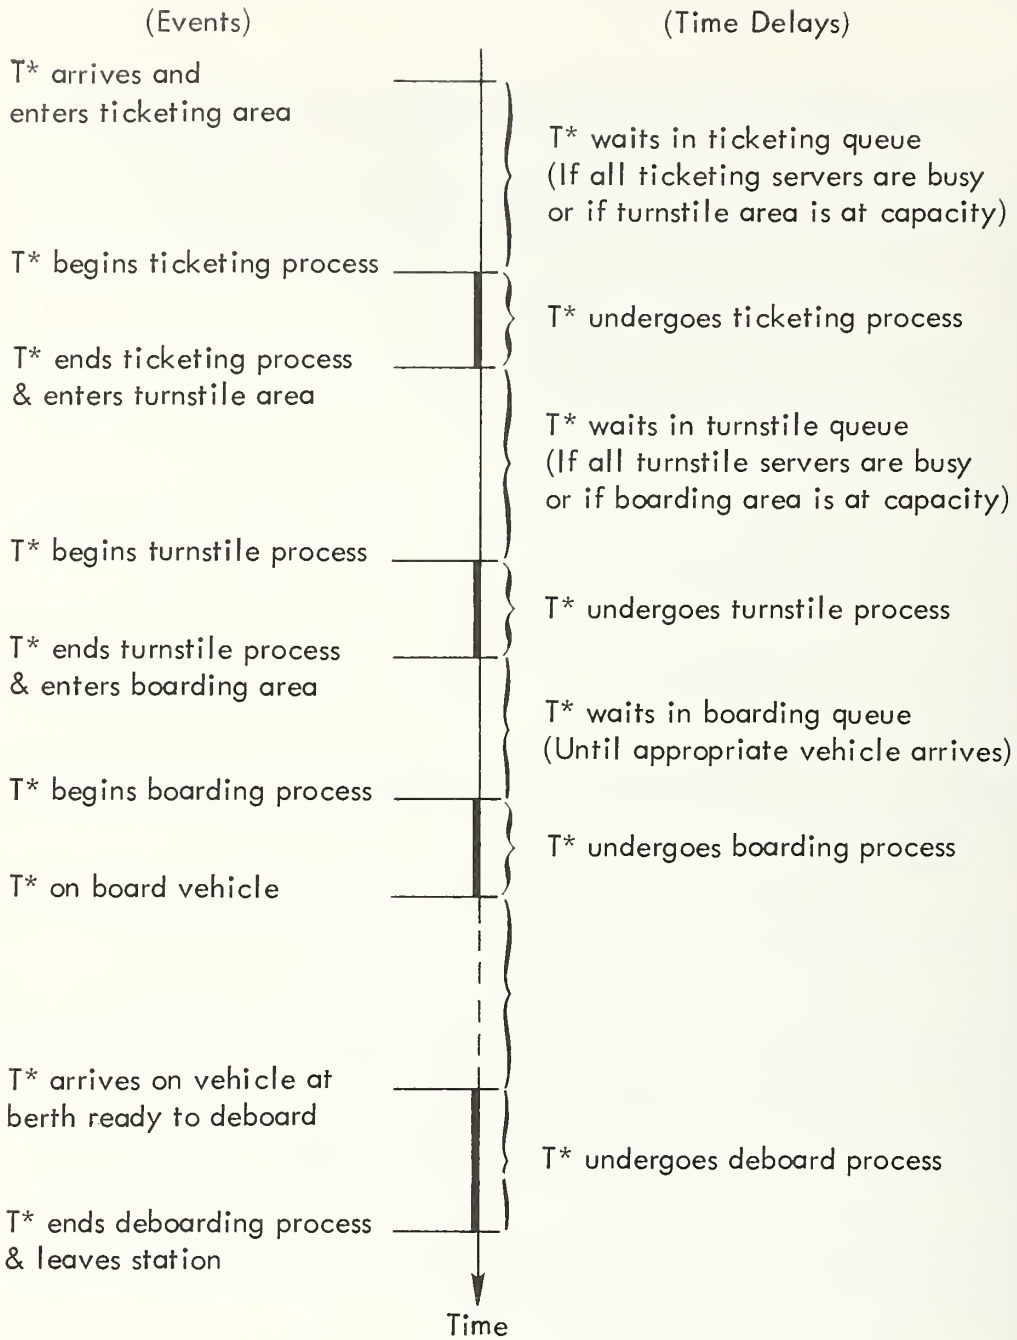 (Events)
(Time Delays)
T* arrives and
enters ticketing area
T* waits in ticketing queue
(If all ticketing servers are busy
or if turnstile area is at capacity)
T* begins ticketing process
T* undergoes ticketing process
T* ends ticketing process
& enters turnstile area
T* waits in turnstile queue
(If all turnstile servers are busy
or if boarding area is at capacity)
T* begins turnstile process
T* undergoes turnstile process
T* ends turnstile process
& enters boarding area
T* waits in boarding queue
(Until appropriate vehicle arrives)
T* begins boarding process
T* undergoes boarding process
T* on board vehicle
T* arrives on vehicle at
berth ready to deboard
T* undergoes deboard process
T* ends deboarding process
& leaves station
Time